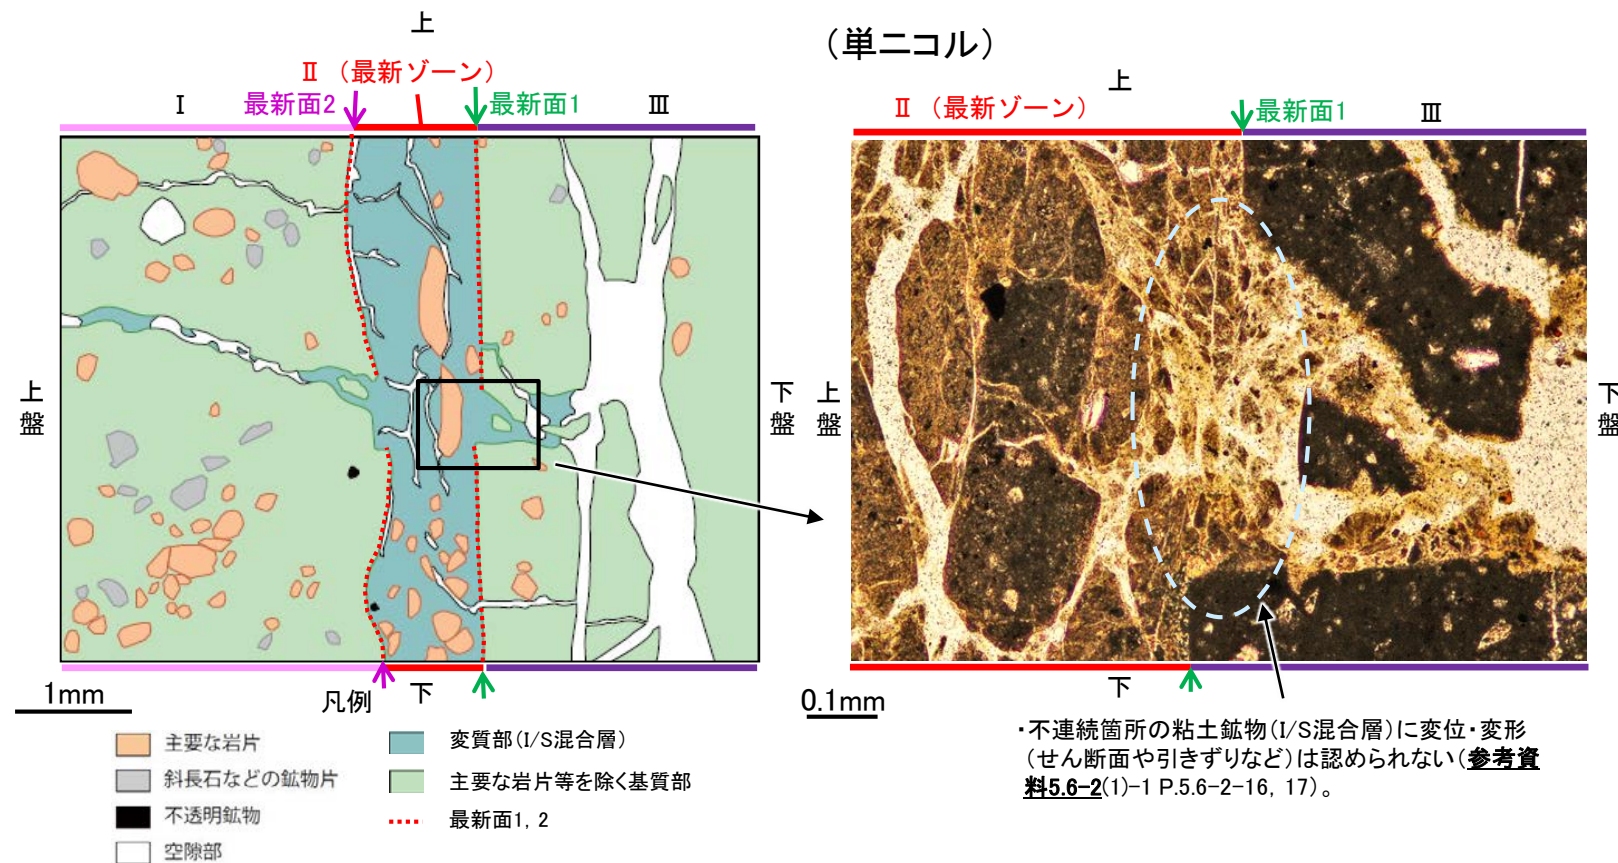 上
Ⅱ（最新ゾーン）
Ⅰ
最新面2
最新面1
Ⅲ
上盤
下盤
1mm
凡例
下
主要な岩片
斜長石などの鉱物片
不透明鉱物
空隙部
変質部(I/S混合層)
主要な岩片等を除く基質部
最新面1, 2
（単ニコル）
上
Ⅱ（最新ゾーン）
最新面1
Ⅲ
上盤
下盤
0.1mm
下
・不連続箇所の粘土鉱物(I/S混合層)に変位・変形
（せん断面や引きずりなど）は認められない（参考資
料5.6-2(1)-1 P.5.6-2-16, 17）。